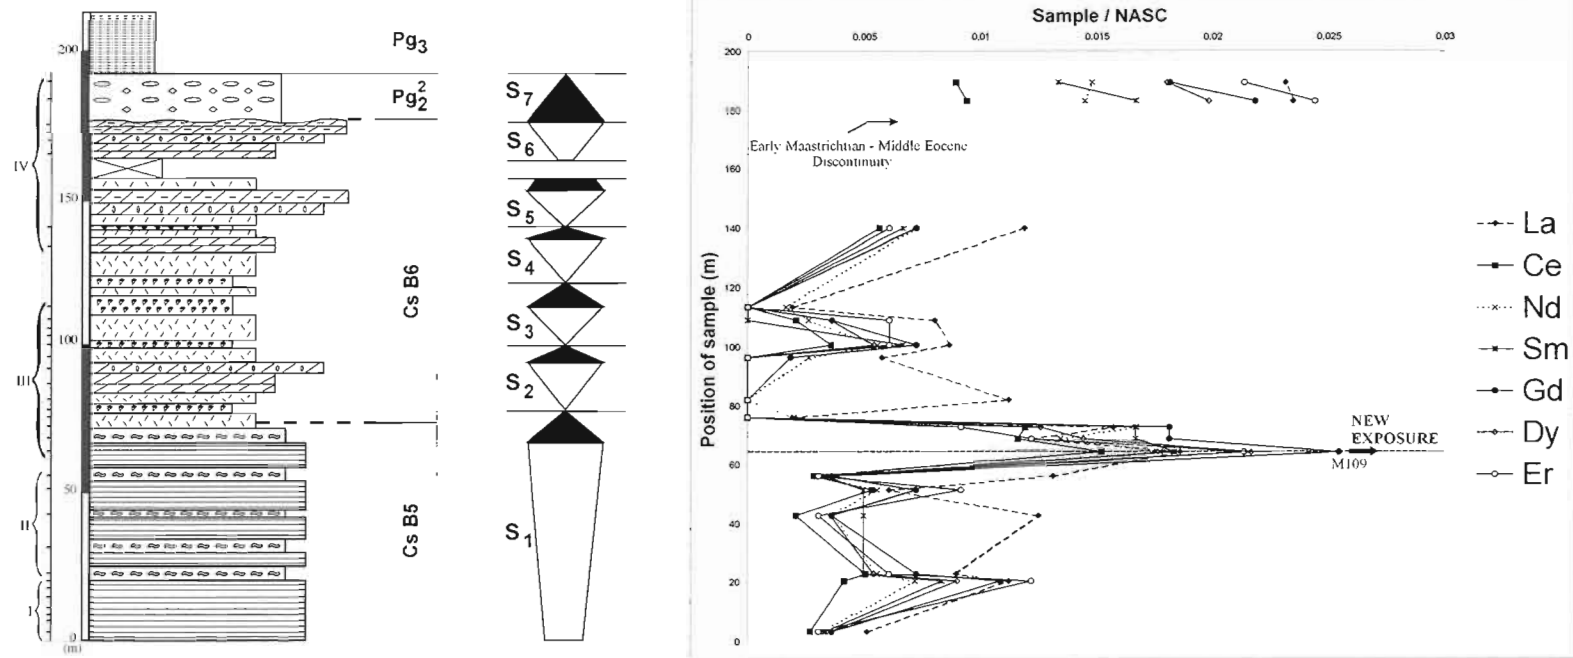 200
150
100
50
0
(m)
IV
III
II
I
Pg3
Pg²2
Cs B6
Cs B5
S7
S6
S5
S4
S3
S2
S1
Sample / NASC
0
0.005
0,01
0.015
0.02
0.025
0.03
Position of sample (m)
200
180
160
140
120
100
80
60
40
20
0
Early Maastrichtian - Middle Eocene
Discontinuity
NEW
EXPOSURE
M109
La
Ce
Nd
Sm
Gd
Dy
Er